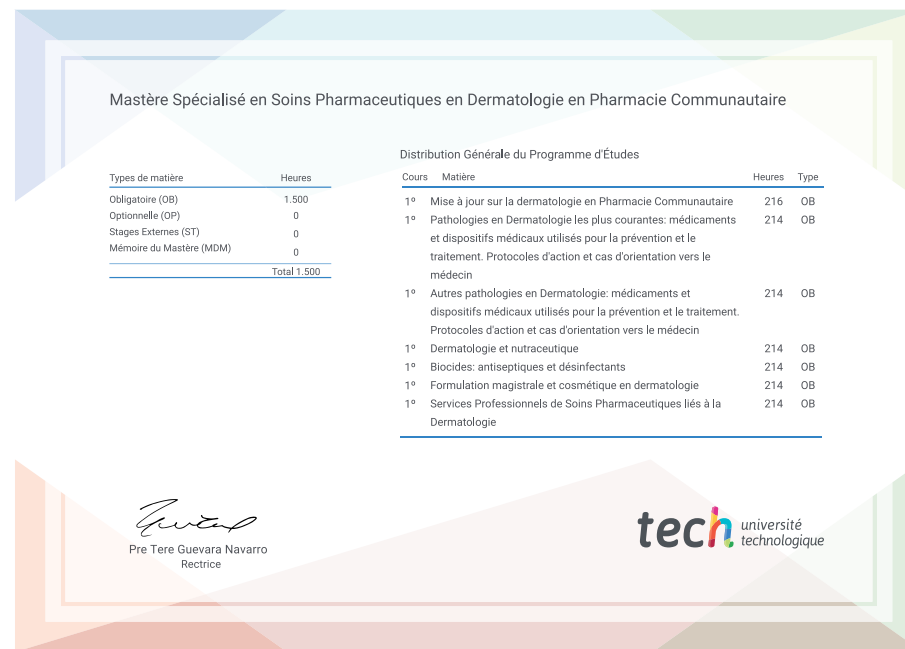 Mastère Spécialisé en Soins Pharmaceutiques en Dermatologie en Pharmacie Communautaire
Types de matière Heures
Obligatoire (OB) 1.500
Optionnelle (OP) 0
Stages Externes (ST) 0
Mémoire du Mastère (MDM) 0
Total 1.500
Distribution Générale du Programme d'Études
Cours Matière Heures Type
1º Mise à jour sur la dermatologie en Pharmacie Communautaire 216 OB
1º Pathologies en Dermatologie les plus courantes: médicaments 214 OB
et dispositifs médicaux utilisés pour la prévention et le
traitement. Protocoles d'action et cas d'orientation vers le
médecin
1º Autres pathologies en Dermatologie: médicaments et 214 OB
dispositifs médicaux utilisés pour la prévention et le traitement.
Protocoles d'action et cas d'orientation vers le médecin
1º Dermatologie et nutraceutique 214 OB
1º Biocides: antiseptiques et désinfectants 214 OB
1º Formulation magistrale et cosmétique en dermatologie 214 OB
1º Services Professionnels de Soins Pharmaceutiques liés à la 214 OB
Dermatologie
Pre Tere Guevara Navarro
Rectrice
tech université
technologique